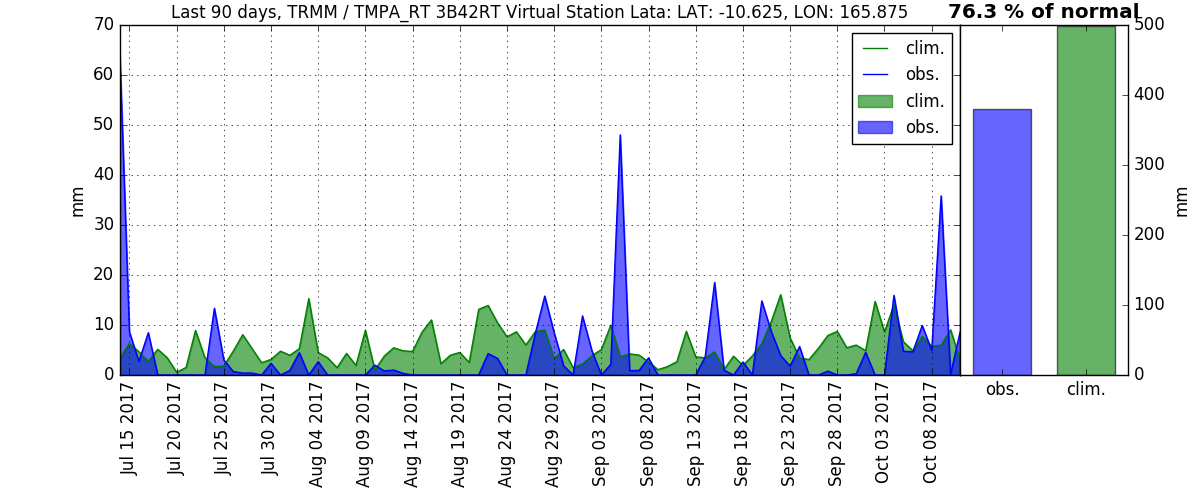 Last 90 days, TRMM / TMPA_RT 3B42RT Virtual Station Lata: LAT: -10.625, LON: 165.875
76.3 % of normal
70
60
50
40
30
20
10
0
mm
clim.
obs.
clim.
obs.
Jul 15 2017
Jul 20 2017
Jul 25 2017
Jul 30 2017
Aug 04 2017
Aug 09 2017
Aug 14 2017
Aug 19 2017
Aug 24 2017
Aug 29 2017
Sep 03 2017
Sep 08 2017
Sep 13 2017
Sep 18 2017
Sep 23 2017
Sep 28 2017
Oct 03 2017
Oct 08 2017
500
400
300
200
100
0
mm
obs.
clim.